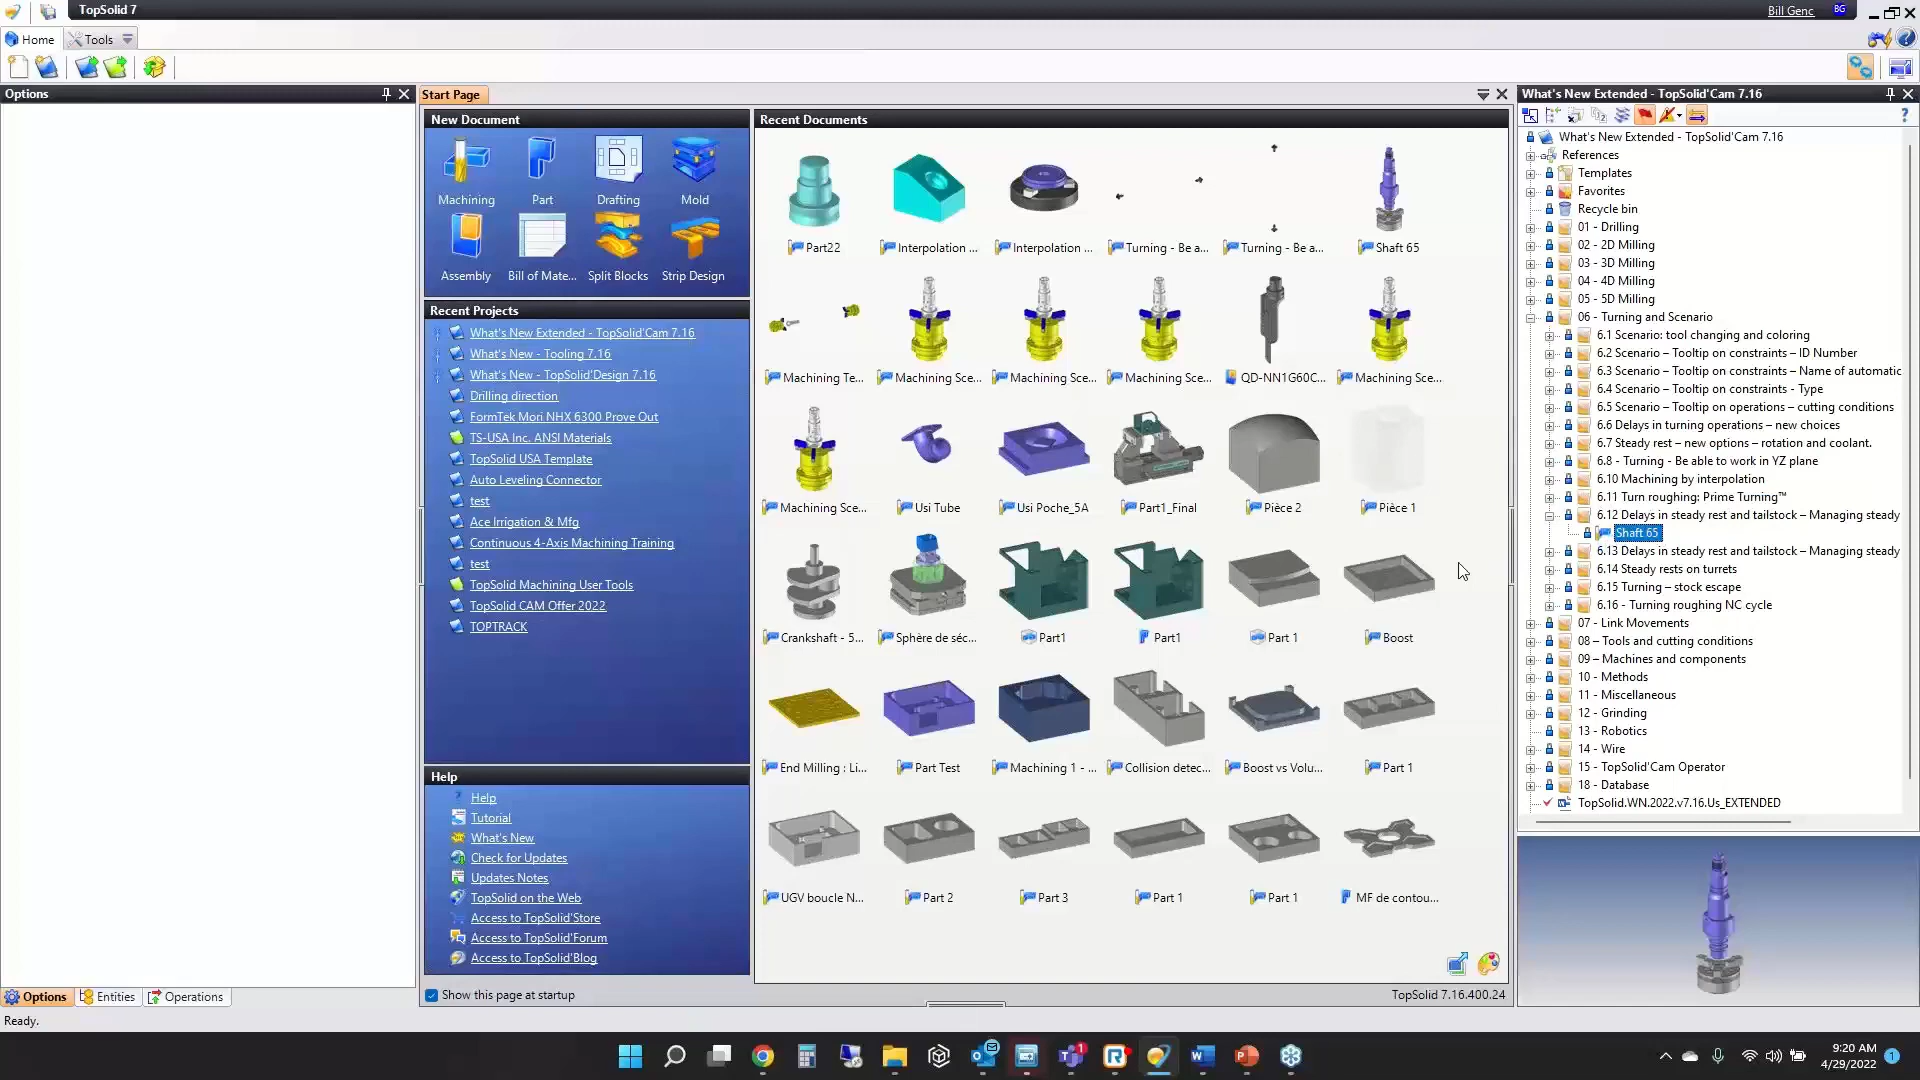 TopSolid 7
Bill Genc
BG
Home
Tools
Options
Start Page
New Document
Machining
Part
Drafting
Mold
Assembly
Bill of Mate...
Split Blocks
Strip Design
Recent Projects
What's New Extended - TopSolid'Cam 7.16
What's New - Tooling 7.16
What's New - TopSolid'Design 7.16
Drilling direction
FormTek Mori NHX 6300 Prove Out
TS-USA Inc. ANSI Materials
TopSolid USA Template
Auto Leveling Connector
test
Ace Irrigation & Mfg
Continuous 4-Axis Machining Training
test
TopSolid Machining User Tools
TopSolid CAM Offer 2022
TOPTRACK
Help
Help
Tutorial
What's New
Check for Updates
Updates Notes
TopSolid on the Web
Access to TopSolid'Store
Access to TopSolid'Forum
Access to TopSolid'Blog
Show this page at startup
Recent Documents
Part22
Interpolation ...
Interpolation ...
Turning - Be a...
Turning - Be a...
Shaft 65
Machining Te...
Machining Sce...
Machining Sce...
Machining Sce...
QD-NN1G60C...
Machining Sce...
Machining Sce...
Usi Tube
Usi Poche_5A
Part1_Final
Pièce 2
Pièce 1
Crankshaft - 5...
Sphère de séc...
Part1
Part1
Part 1
Boost
End Milling : Li...
Part Test
Machining 1 - ...
Collision detec...
Boost vs Volu...
Part 1
UGV boucle N...
Part 2
Part 3
Part 1
Part 1
MF de contou...
TopSolid 7.16.400.24
What's New Extended - TopSolid'Cam 7.16
What's New Extended - TopSolid'Cam 7.16
References
Templates
Favorites
Recycle bin
01 - Drilling
02 - 2D Milling
03 - 3D Milling
04 - 4D Milling
05 - 5D Milling
06 - Turning and Scenario
6.1 Scenario: tool changing and coloring
6.2 Scenario – Tooltip on constraints – ID Number
6.3 Scenario – Tooltip on constraints – Name of automatic
6.4 Scenario – Tooltip on constraints - Type
6.5 Scenario – Tooltip on operations – cutting conditions
6.6 Delays in turning operations – new choices
6.7 Steady rest – new options – rotation and coolant.
6.8 - Turning - Be able to work in YZ plane
6.10 Machining by interpolation
6.11 Turn roughing: Prime Turning™
6.12 Delays in steady rest and tailstock – Managing steady
Shaft 65
6.13 Delays in steady rest and tailstock – Managing steady
6.14 Steady rests on turrets
6.15 Turning – stock escape
6.16 - Turning roughing NC cycle
07 - Link Movements
08 – Tools and cutting conditions
09 – Machines and components
10 - Methods
11 - Miscellaneous
12 - Grinding
13 - Robotics
14 - Wire
15 - TopSolid'Cam Operator
18 - Database
TopSolid.WN.2022.v7.16.Us_EXTENDED
Options
Entities
Operations
Ready.
9:20 AM
4/29/2022
1